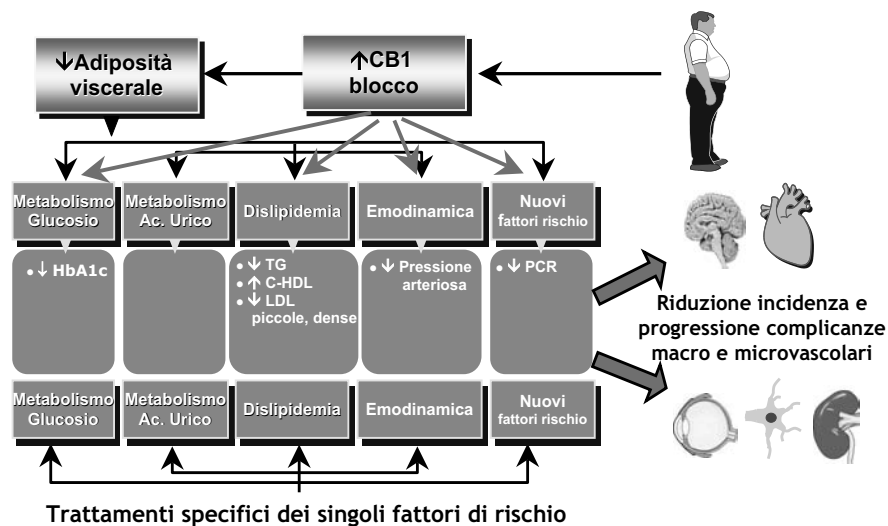 ↓Adiposità
viscerale
↑CB1
blocco
Metabolismo
Glucosio
Metabolismo
Ac. Urico
Dislipidemia
Emodinamica
Nuovi
fattori rischio
• ↓ HbA1c
• ↓ TG
• ↑ C-HDL
• ↓ LDL
piccole, dense
• ↓ Pressione
arteriosa
• ↓ PCR
Riduzione incidenza e
progressione complicanze
macro e microvascolari
Metabolismo
Glucosio
Metabolismo
Ac. Urico
Dislipidemia
Emodinamica
Nuovi
fattori rischio
Trattamenti specifici dei singoli fattori di rischio